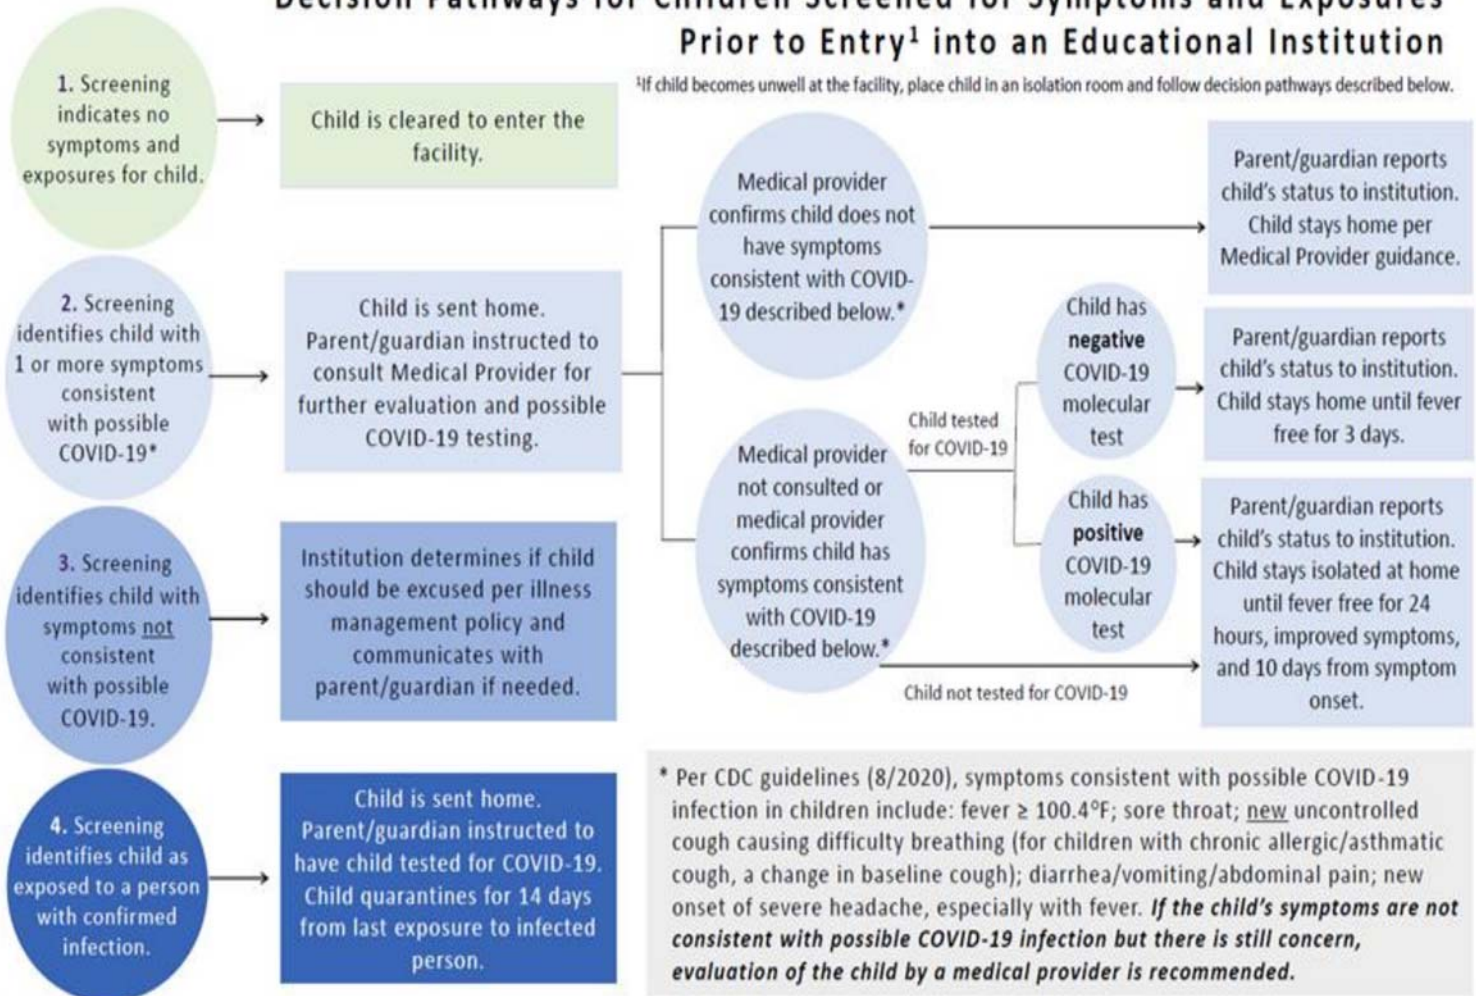 Decision Pathways for Children Screened for Symptoms and Exposures
Prior to Entry¹ into an Educational Institution
¹If child becomes unwell at the facility, place child in an isolation room and follow decision pathways described below.
1. Screening
indicates no
symptoms and
exposures for child.
Child is cleared to enter the
facility.
2. Screening
identifies child with
1 or more symptoms
consistent
with possible
COVID-19*
Child is sent home.
Parent/guardian instructed to
consult Medical Provider for
further evaluation and possible
COVID-19 testing.
Medical provider
confirms child does not
have symptoms
consistent with COVID-
19 described below.*
Parent/guardian reports
child's status to institution.
Child stays home per
Medical Provider guidance.
Medical provider
not consulted or
medical provider
confirms child has
symptoms consistent
with COVID-19
described below.*
Child tested
for COVID-19
Child has
negative
COVID-19
molecular
test
Parent/guardian reports
child's status to institution.
Child stays home until fever
free for 3 days.
Child has
positive
COVID-19
molecular
test
Parent/guardian reports
child's status to institution.
Child stays isolated at home
until fever free for 24
hours, improved symptoms,
and 10 days from symptom
onset.
Child not tested for COVID-19
3. Screening
identifies child with
symptoms not
consistent
with possible
COVID-19.
Institution determines if child
should be excused per illness
management policy and
communicates with
parent/guardian if needed.
4. Screening
identifies child as
exposed to a person
with confirmed
infection.
Child is sent home.
Parent/guardian instructed to
have child tested for COVID-19.
Child quarantines for 14 days
from last exposure to infected
person.
* Per CDC guidelines (8/2020), symptoms consistent with possible COVID-19
infection in children include: fever ≥ 100.4°F; sore throat; new uncontrolled
cough causing difficulty breathing (for children with chronic allergic/asthmatic
cough, a change in baseline cough); diarrhea/vomiting/abdominal pain; new
onset of severe headache, especially with fever. If the child's symptoms are not
consistent with possible COVID-19 infection but there is still concern,
evaluation of the child by a medical provider is recommended.